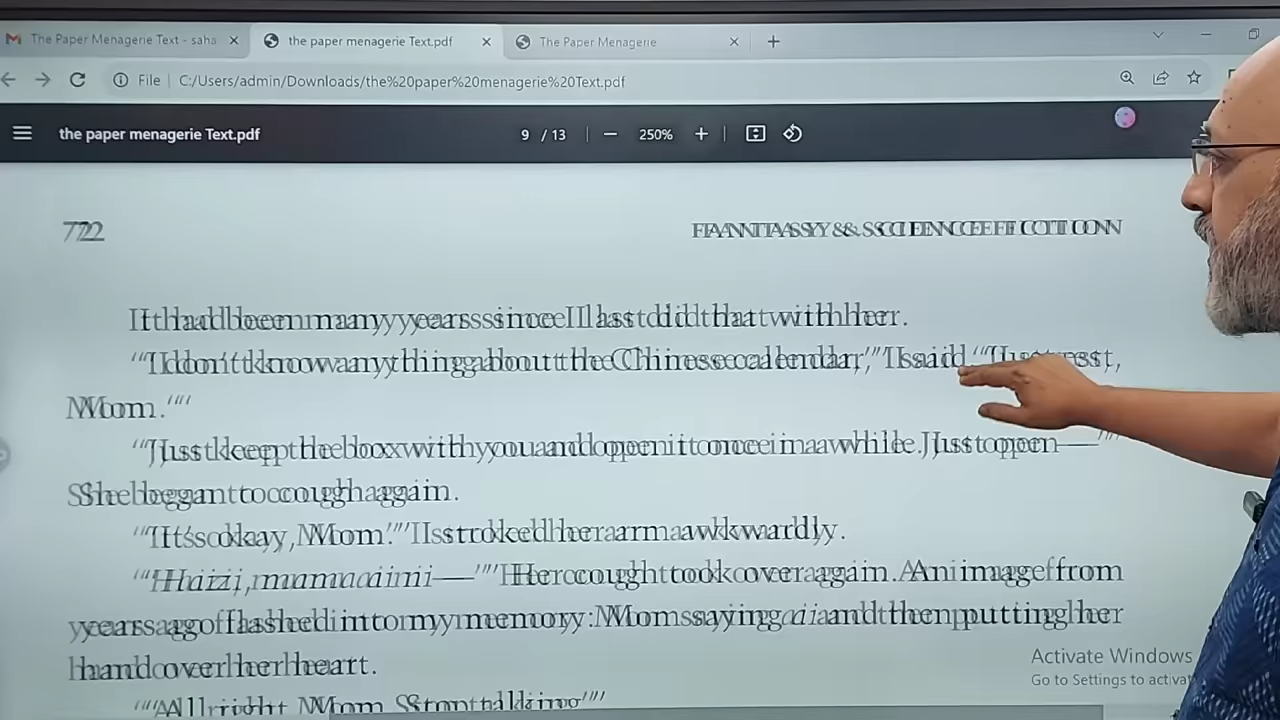 The Paper Menagerie Text - saha
the paper menagerie Text.pdf
The Paper Menagerie
File C:/Users/admin/Downloads/the%20paper%20menagerie%20Text.pdf
the paper menagerie Text.pdf 9 / 13 250%
72 FANTASY & SCIENCE FICTION
It had been many years since I last did that with her.
"I don't know anything about the Chinese calendar," I said. "Just rest,
Mom."
"Just keep the box with you and open it once in a while. Just open—"
She began to cough again.
"It's okay, Mom." I stroked her arm awkwardly.
"Haizi, mama ai ni—" Her cough took over again. An image from
years ago flashed into my memory: Mom saying ai and then putting her
hand over her heart.
"All right, Mom. Stop talking."
Activate Windows
Go to Settings to activat